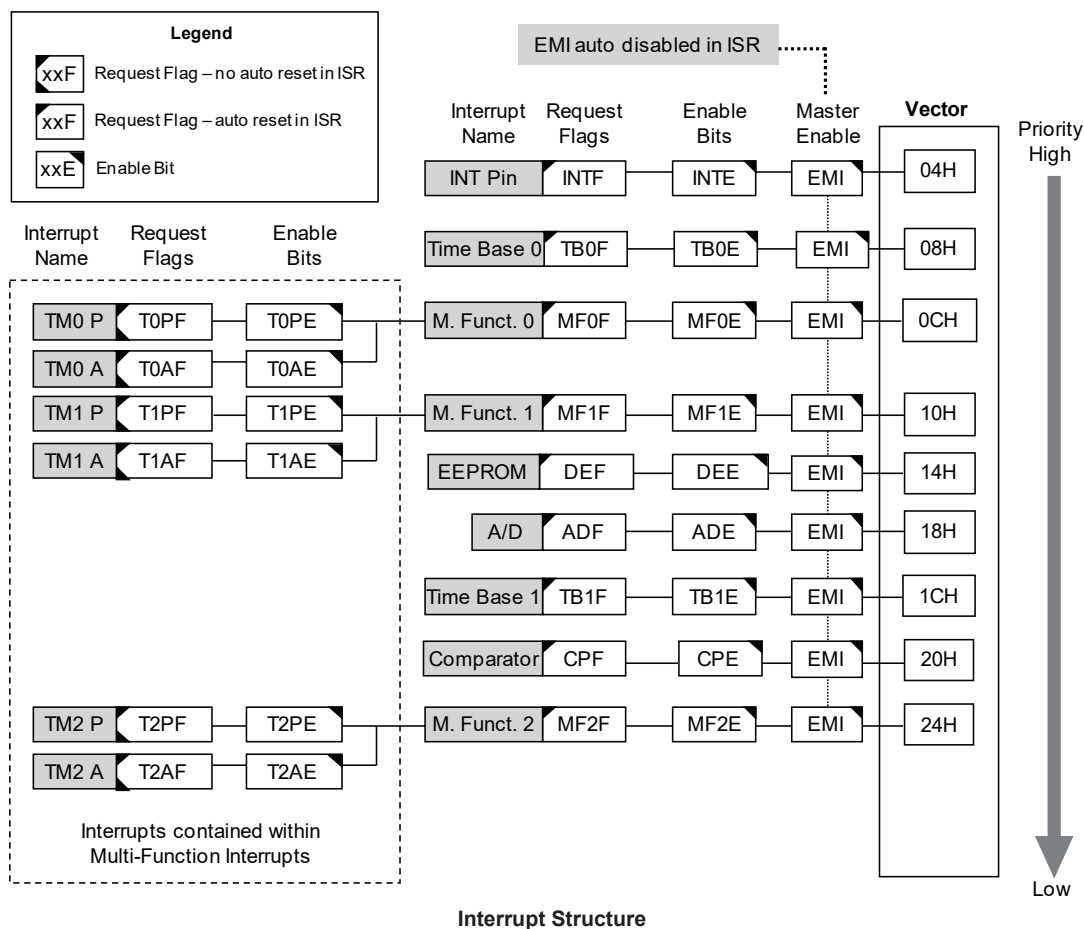 Legend
xxF Request Flag – no auto reset in ISR
xxF Request Flag – auto reset in ISR
xxE Enable Bit
EMI auto disabled in ISR
Interrupt Name
Request Flags
Enable Bits
Master Enable
Vector
Priority High
INT Pin INTF INTE EMI 04H
Time Base 0 TB0F TB0E EMI 08H
Interrupt Name
Request Flags
Enable Bits
TM0 P T0PF T0PE M. Funct. 0 MF0F MF0E EMI 0CH
TM0 A T0AF T0AE
TM1 P T1PF T1PE M. Funct. 1 MF1F MF1E EMI 10H
TM1 A T1AF T1AE EEPROM DEF DEE EMI 14H
A/D ADF ADE EMI 18H
Time Base 1 TB1F TB1E EMI 1CH
Comparator CPF CPE EMI 20H
TM2 P T2PF T2PE M. Funct. 2 MF2F MF2E EMI 24H
TM2 A T2AF T2AE
Interrupts contained within
Multi-Function Interrupts
Low
Interrupt Structure